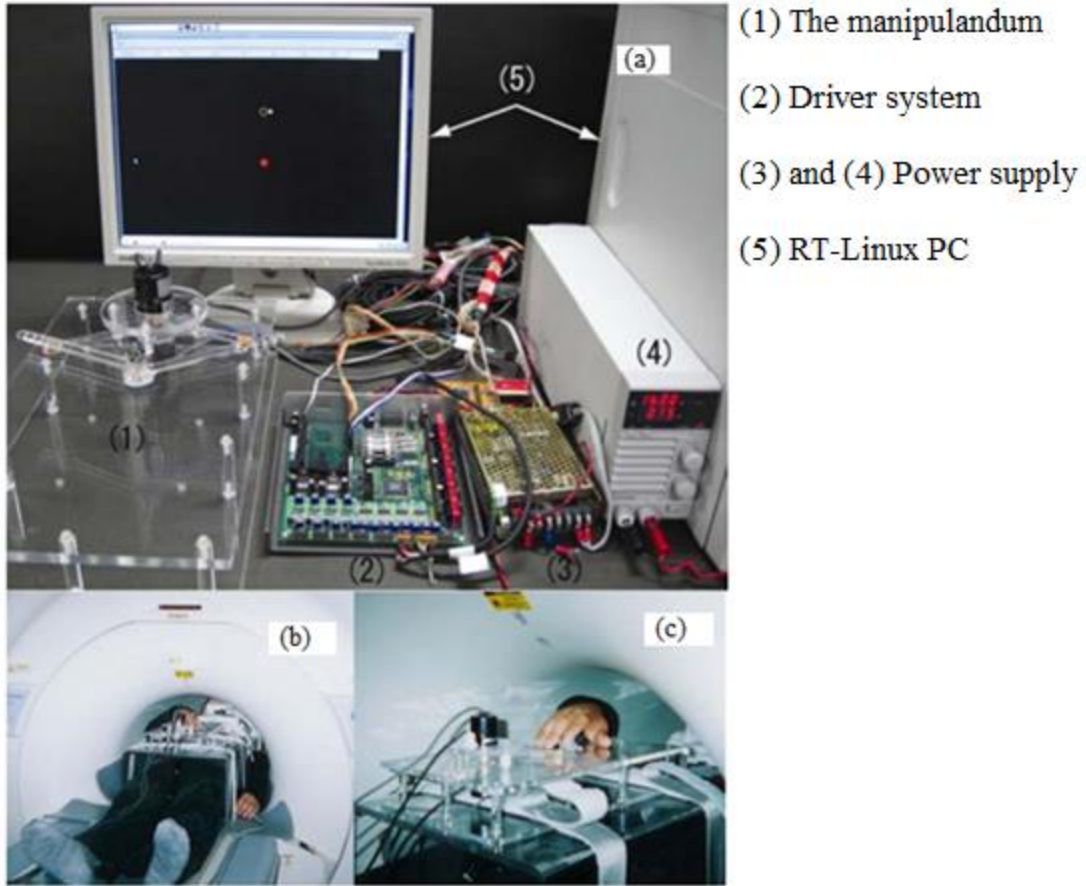 (1) The manipulandum
(a)
(5)
(2) Driver system
(3) and (4) Power supply
(5) RT-Linux PC
(4)
(1)
(2)
(3)
(b)
(c)